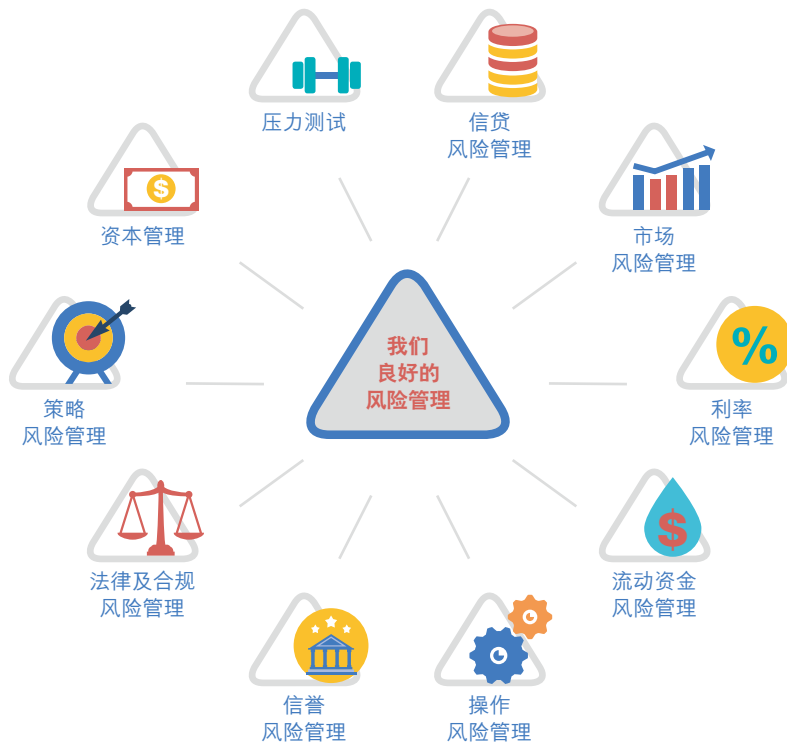 压力测试
信贷
风险管理
资本管理
$
市场
风险管理
我们
良好的
风险管理
%
策略
风险管理
利率
风险管理
$
法律及合规
风险管理
流动资金
风险管理
信誉
风险管理
操作
风险管理